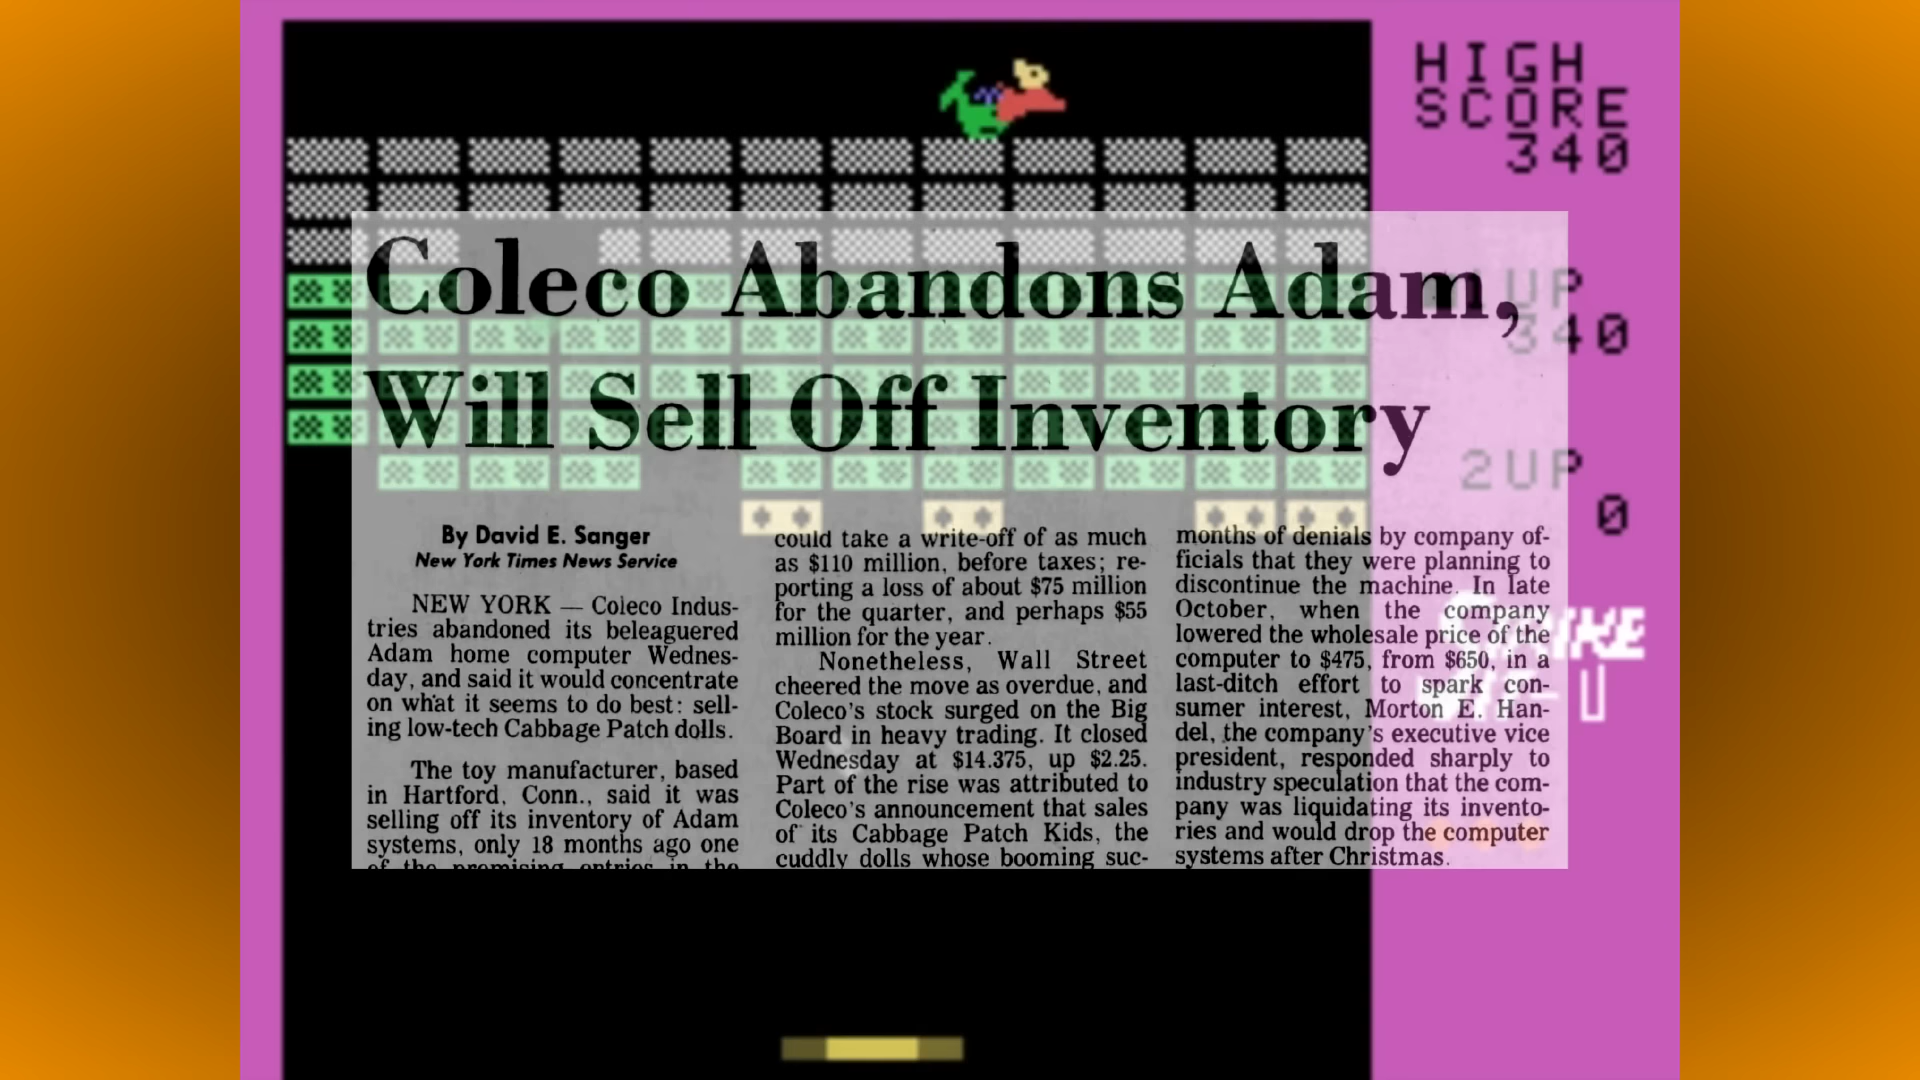 HIGH
SCORE
340
1UP
340
2UP
0
Coleco Abandons Adam,
Will Sell Off Inventory
By David E. Sanger
New York Times News Service
NEW YORK — Coleco Indus-
tries abandoned its beleaguered
Adam home computer Wednes-
day, and said it would concentrate
on what it seems to do best: sell-
ing low-tech Cabbage Patch dolls.
The toy manufacturer, based
in Hartford, Conn., said it was
selling off its inventory of Adam
systems, only 18 months ago one
of the promising entries in the
could take a write-off of as much
as $110 million, before taxes; re-
porting a loss of about $75 million
for the quarter, and perhaps $55
million for the year.
Nonetheless, Wall Street
cheered the move as overdue, and
Coleco's stock surged on the Big
Board in heavy trading. It closed
Wednesday at $14.375, up $2.25.
Part of the rise was attributed to
Coleco's announcement that sales
of its Cabbage Patch Kids, the
cuddly dolls whose booming suc-
months of denials by company of-
ficials that they were planning to
discontinue the machine. In late
October, when the company
lowered the wholesale price of the
computer to $475, from $650, in a
last-ditch effort to spark con-
sumer interest, Morton E. Han-
del, the company's executive vice
president, responded sharply to
industry speculation that the com-
pany was liquidating its invento-
ries and would drop the computer
systems after Christmas.